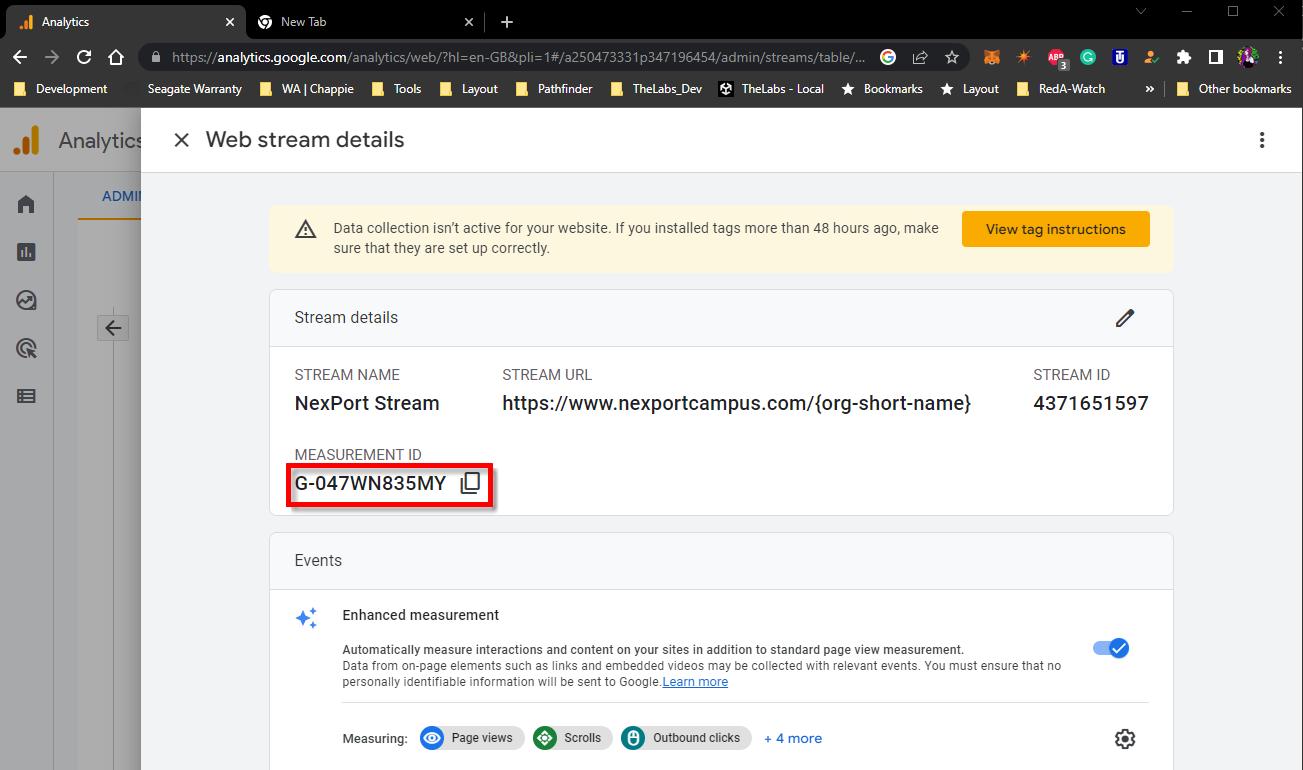 Analytics
New Tab
https://analytics.google.com/analytics/web/?hl=en-GB&pli=1#/a250473331p347196454/admin/streams/table/...
ABP
3
Development
Seagate Warranty
WA | Chappie
Tools
Layout
Pathfinder
TheLabs_Dev
TheLabs - Local
Bookmarks
Layout
RedA-Watch
»
Other bookmarks
Analytics
Web stream details
ADMIN
Data collection isn't active for your website. If you installed tags more than 48 hours ago, make
sure that they are set up correctly.
View tag instructions
Stream details
STREAM NAME
NexPort Stream
STREAM URL
https://www.nexportcampus.com/{org-short-name}
STREAM ID
4371651597
MEASUREMENT ID
G-047WN835MY
Events
Enhanced measurement
Automatically measure interactions and content on your sites in addition to standard page view measurement.
Data from on-page elements such as links and embedded videos may be collected with relevant events. You must ensure that no
personally identifiable information will be sent to Google.Learn more
Measuring:
Page views
Scrolls
Outbound clicks
+ 4 more